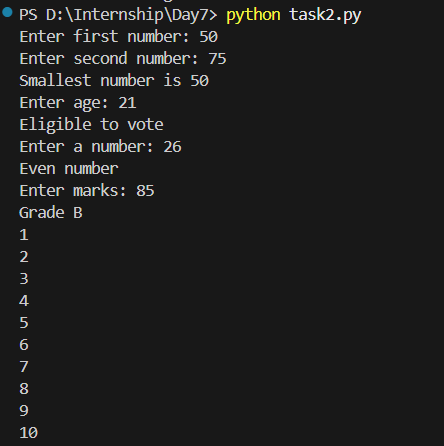 PS D:\Internship\Day7> python task2.py
Enter first number: 50
Enter second number: 75
Smallest number is 50
Enter age: 21
Eligible to vote
Enter a number: 26
Even number
Enter marks: 85
Grade B
1
2
3
4
5
6
7
8
9
10